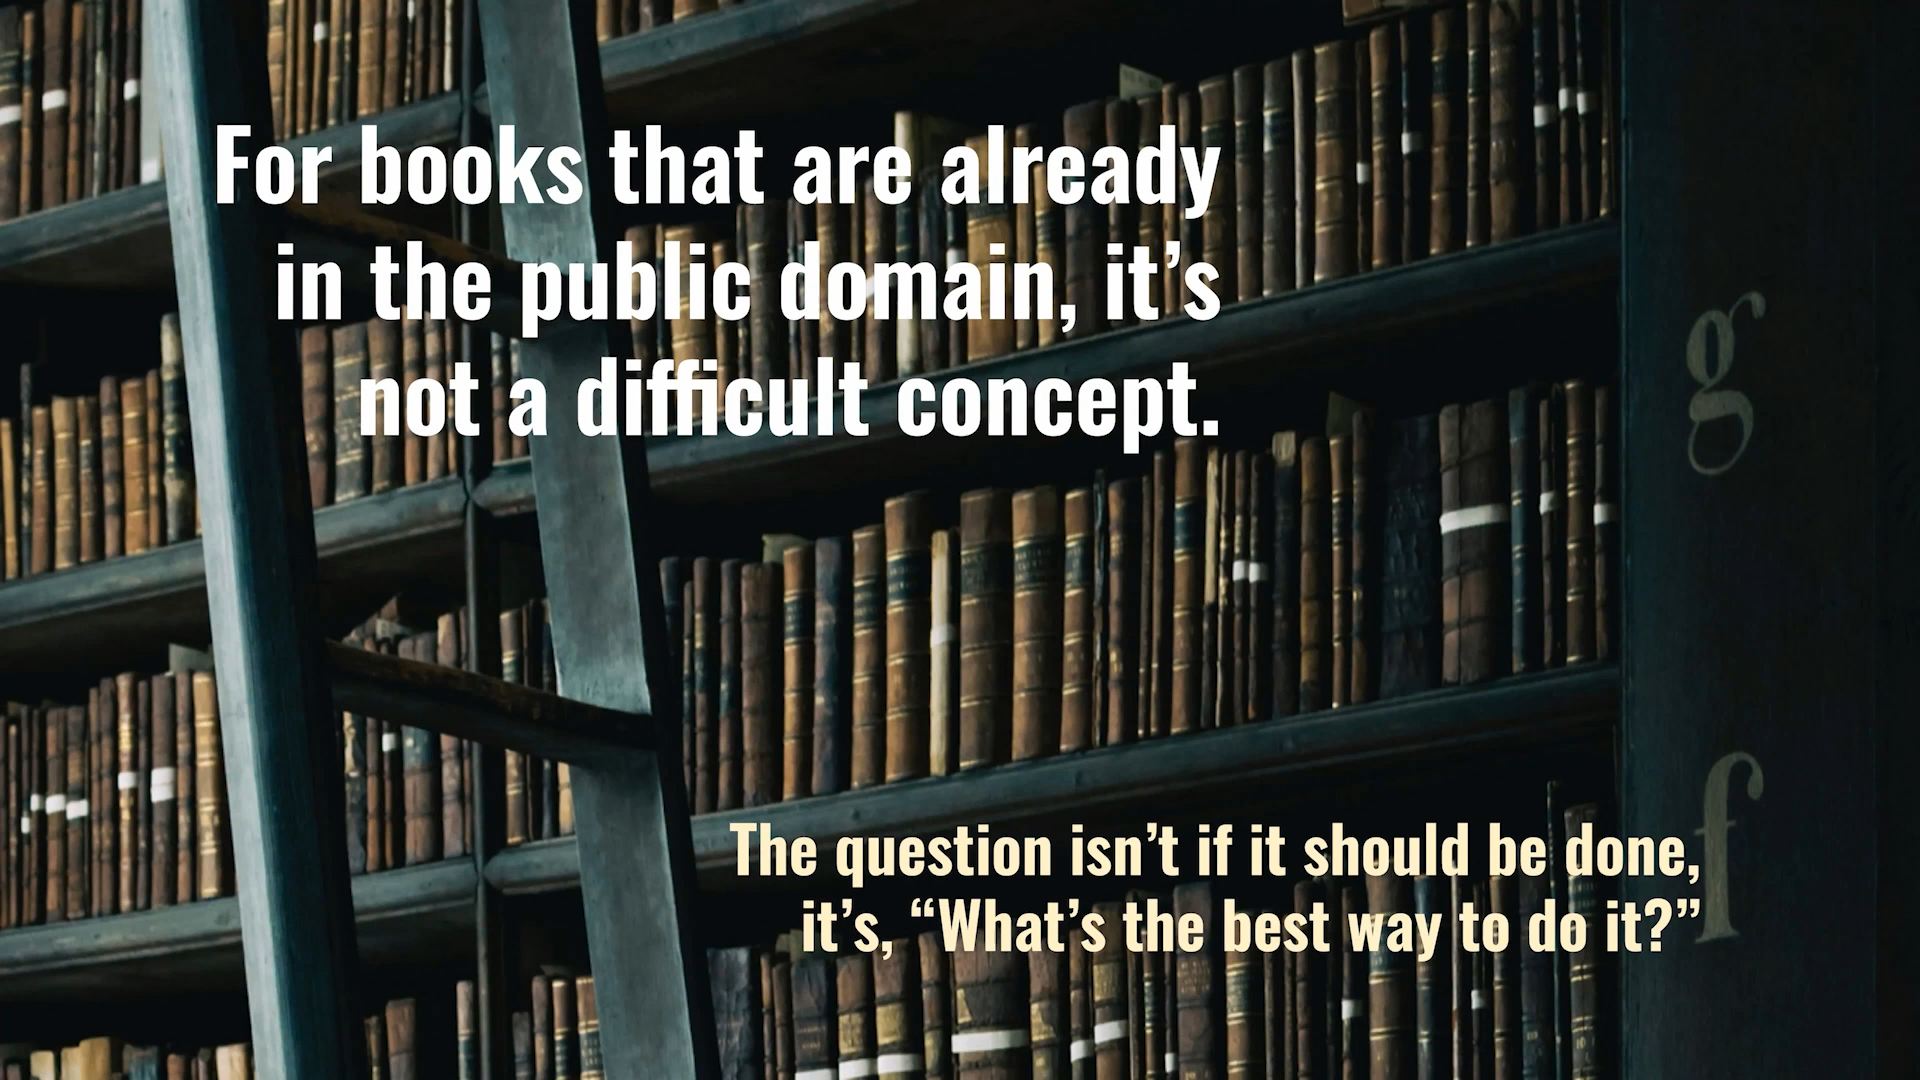 For books that are already
in the public domain, it’s
not a difficult concept.
g
f
The question isn’t if it should be done,
it’s, “What’s the best way to do it?”